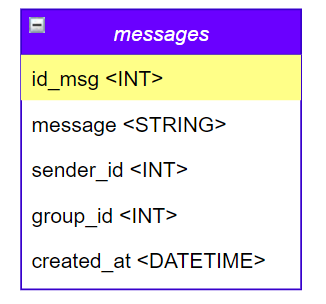 messages
id_msg <INT>
message <STRING>
sender_id <INT>
group_id <INT>
created_at <DATETIME>